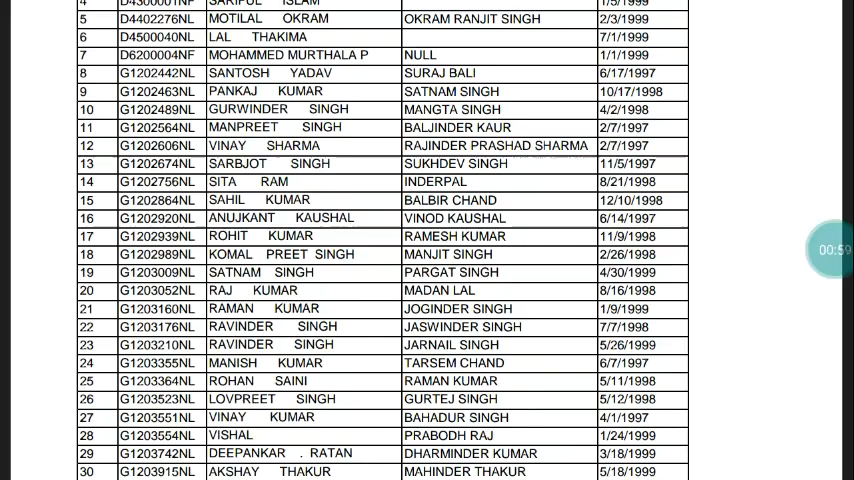 4 D4300001NF SARIFUL ISLAM 1/5/1999
5 D4402276NL MOTILAL OKRAM OKRAM RANJIT SINGH 2/3/1999
6 D4500040NL LAL THAKIMA 7/1/1999
7 D6200004NF MOHAMMED MURTHALA P NULL 1/1/1999
8 G1202442NL SANTOSH YADAV SURAJ BALI 6/17/1997
9 G1202463NL PANKAJ KUMAR SATNAM SINGH 10/17/1998
10 G1202489NL GURWINDER SINGH MANGTA SINGH 4/2/1998
11 G1202564NL MANPREET SINGH BALJINDER KAUR 2/7/1997
12 G1202606NL VINAY SHARMA RAJINDER PRASHAD SHARMA 2/7/1997
13 G1202674NL SARBJOT SINGH SUKHDEV SINGH 11/5/1997
14 G1202756NL SITA RAM INDERPAL 8/21/1998
15 G1202864NL SAHIL KUMAR BALBIR CHAND 12/10/1998
16 G1202920NL ANUJKANT KAUSHAL VINOD KAUSHAL 6/14/1997
17 G1202939NL ROHIT KUMAR RAMESH KUMAR 11/9/1998
18 G1202989NL KOMAL PREET SINGH MANJIT SINGH 2/26/1998
19 G1203009NL SATNAM SINGH PARGAT SINGH 4/30/1999
20 G1203052NL RAJ KUMAR MADAN LAL 8/16/1998
21 G1203160NL RAMAN KUMAR JOGINDER SINGH 1/9/1999
22 G1203176NL RAVINDER SINGH JASWINDER SINGH 7/7/1998
23 G1203210NL RAVINDER SINGH JARNAIL SINGH 5/26/1999
24 G1203355NL MANISH KUMAR TARSEM CHAND 6/7/1997
25 G1203364NL ROHAN SAINI RAMAN KUMAR 5/11/1998
26 G1203523NL LOVPREET SINGH GURTEJ SINGH 5/12/1998
27 G1203551NL VINAY KUMAR BAHADUR SINGH 4/1/1997
28 G1203554NL VISHAL PRABODH RAJ 1/24/1999
29 G1203742NL DEEPANKAR . RATAN DHARMINDER KUMAR 3/18/1999
30 G1203915NL AKSHAY THAKUR MAHINDER THAKUR 5/18/1999
00:59